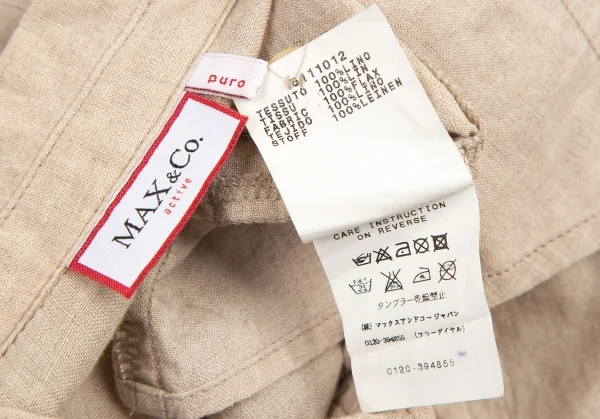 puro
MAX&Co.
active
6111012
TESSUTO 100%LINO
TISSU 100%LIN
FABRIC 100%FLAX
TEJIDO 100%LINO
STOFF 100%LEINEN
CARE INSTRUCTION
ON REVERSE
タンブラー乾燥禁止
(株) マックスアンドコー ジャパン
0120-394855 (フリーダイヤル)
0120-394855